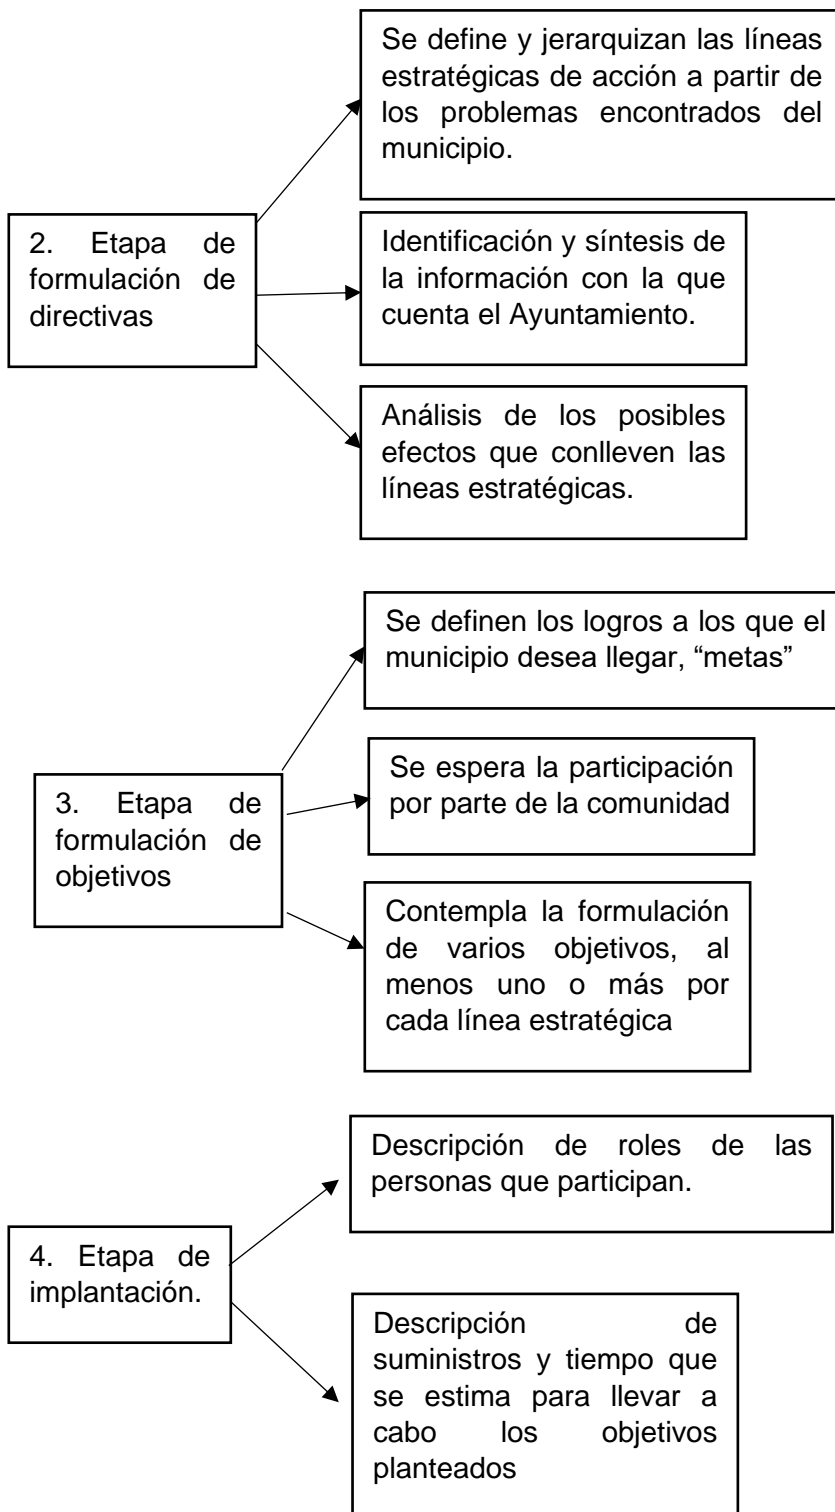 Se define y jerarquizan las líneas
estratégicas de acción a partir de
los problemas encontrados del
municipio.
2. Etapa de
formulación de
directivas
Identificación y síntesis de
la información con la que
cuenta el Ayuntamiento.
Análisis de los posibles
efectos que conlleven las
líneas estratégicas.
Se definen los logros a los que el
municipio desea llegar, “metas”
3. Etapa de
formulación de
objetivos
Se espera la participación
por parte de la comunidad
Contempla la formulación
de varios objetivos, al
menos uno o más por
cada línea estratégica
Descripción de roles de las
personas que participan.
4. Etapa de
implantación.
Descripción de
suministros y tiempo que
se estima para llevar a
cabo los objetivos
planteados